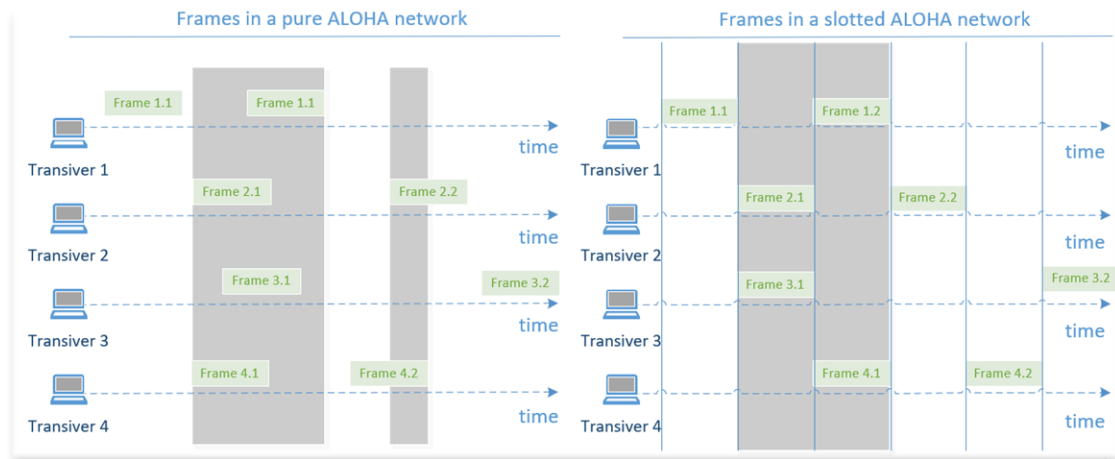 Frames in a pure ALOHA network
Frame 1.1
Frame 1.1
time
Transiver 1
Frame 2.1
Frame 2.2
time
Transiver 2
Frame 3.1
Frame 3.2
time
Transiver 3
Frame 4.1
Frame 4.2
time
Transiver 4
Frames in a slotted ALOHA network
Frame 1.1
Frame 1.2
time
Transiver 1
Frame 2.1
Frame 2.2
time
Transiver 2
Frame 3.1
Frame 3.2
time
Transiver 3
Frame 4.1
Frame 4.2
time
Transiver 4